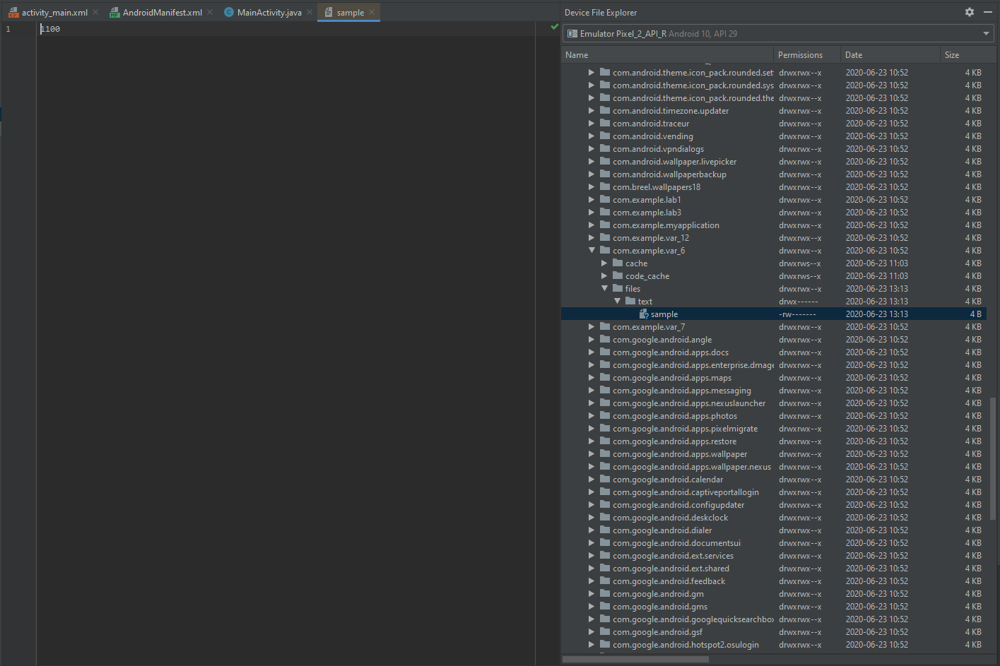 activity_main.xml AndroidManifest.xml MainActivity.java sample
1 1100
Device File Explorer
Emulator Pixel_2_API_R Android 10, API 29
Name Permissions Date Size
com.android.theme.icon_pack.rounded.set drwxrwx--x 2020-06-23 10:52 4 KB
com.android.theme.icon_pack.rounded.sys drwxrwx--x 2020-06-23 10:52 4 KB
com.android.theme.icon_pack.rounded.the drwxrwx--x 2020-06-23 10:52 4 KB
com.android.timezone.updater drwxrwx--x 2020-06-23 10:52 4 KB
com.android.traceur drwxrwx--x 2020-06-23 10:52 4 KB
com.android.vending drwxrwx--x 2020-06-23 10:52 4 KB
com.android.vpndialogs drwxrwx--x 2020-06-23 10:52 4 KB
com.android.wallpaper.livepicker drwxrwx--x 2020-06-23 10:52 4 KB
com.android.wallpaperbackup drwxrwx--x 2020-06-23 10:52 4 KB
com.breel.wallpapers18 drwxrwx--x 2020-06-23 10:52 4 KB
com.example.lab1 drwxrwx--x 2020-06-23 10:52 4 KB
com.example.lab3 drwxrwx--x 2020-06-23 10:52 4 KB
com.example.myapplication drwxrwx--x 2020-06-23 10:52 4 KB
com.example.var_12 drwxrwx--x 2020-06-23 10:52 4 KB
com.example.var_6 drwxrwx--x 2020-06-23 10:52 4 KB
cache drwxrws--x 2020-06-23 11:03 4 KB
code_cache drwxrws--x 2020-06-23 11:03 4 KB
files drwxrwx--x 2020-06-23 13:13 4 KB
text drwx------ 2020-06-23 13:13 4 KB
sample -rw------- 2020-06-23 13:13 4 B
com.example.var_7 drwxrwx--x 2020-06-23 10:52 4 KB
com.google.android.angle drwxrwx--x 2020-06-23 10:52 4 KB
com.google.android.apps.docs drwxrwx--x 2020-06-23 10:52 4 KB
com.google.android.apps.enterprise.dmage drwxrwx--x 2020-06-23 10:52 4 KB
com.google.android.apps.maps drwxrwx--x 2020-06-23 10:52 4 KB
com.google.android.apps.messaging drwxrwx--x 2020-06-23 10:52 4 KB
com.google.android.apps.nexuslauncher drwxrwx--x 2020-06-23 10:52 4 KB
com.google.android.apps.photos drwxrwx--x 2020-06-23 10:52 4 KB
com.google.android.apps.pixelmigrate drwxrwx--x 2020-06-23 10:52 4 KB
com.google.android.apps.restore drwxrwx--x 2020-06-23 10:52 4 KB
com.google.android.apps.wallpaper drwxrwx--x 2020-06-23 10:52 4 KB
com.google.android.apps.wallpaper.nexus drwxrwx--x 2020-06-23 10:52 4 KB
com.google.android.calendar drwxrwx--x 2020-06-23 10:52 4 KB
com.google.android.captiveportallogin drwxrwx--x 2020-06-23 10:52 4 KB
com.google.android.configupdater drwxrwx--x 2020-06-23 10:52 4 KB
com.google.android.deskclock drwxrwx--x 2020-06-23 10:52 4 KB
com.google.android.dialer drwxrwx--x 2020-06-23 10:52 4 KB
com.google.android.documentsui drwxrwx--x 2020-06-23 10:52 4 KB
com.google.android.ext.services drwxrwx--x 2020-06-23 10:52 4 KB
com.google.android.ext.shared drwxrwx--x 2020-06-23 10:52 4 KB
com.google.android.feedback drwxrwx--x 2020-06-23 10:52 4 KB
com.google.android.gm drwxrwx--x 2020-06-23 10:52 4 KB
com.google.android.gms drwxrwx--x 2020-06-23 10:52 4 KB
com.google.android.googlequicksearchbox drwxrwx--x 2020-06-23 10:52 4 KB
com.google.android.gsf drwxrwx--x 2020-06-23 10:52 4 KB
com.google.android.hotspot2.osulogin drwxrwx--x 2020-06-23 10:52 4 KB